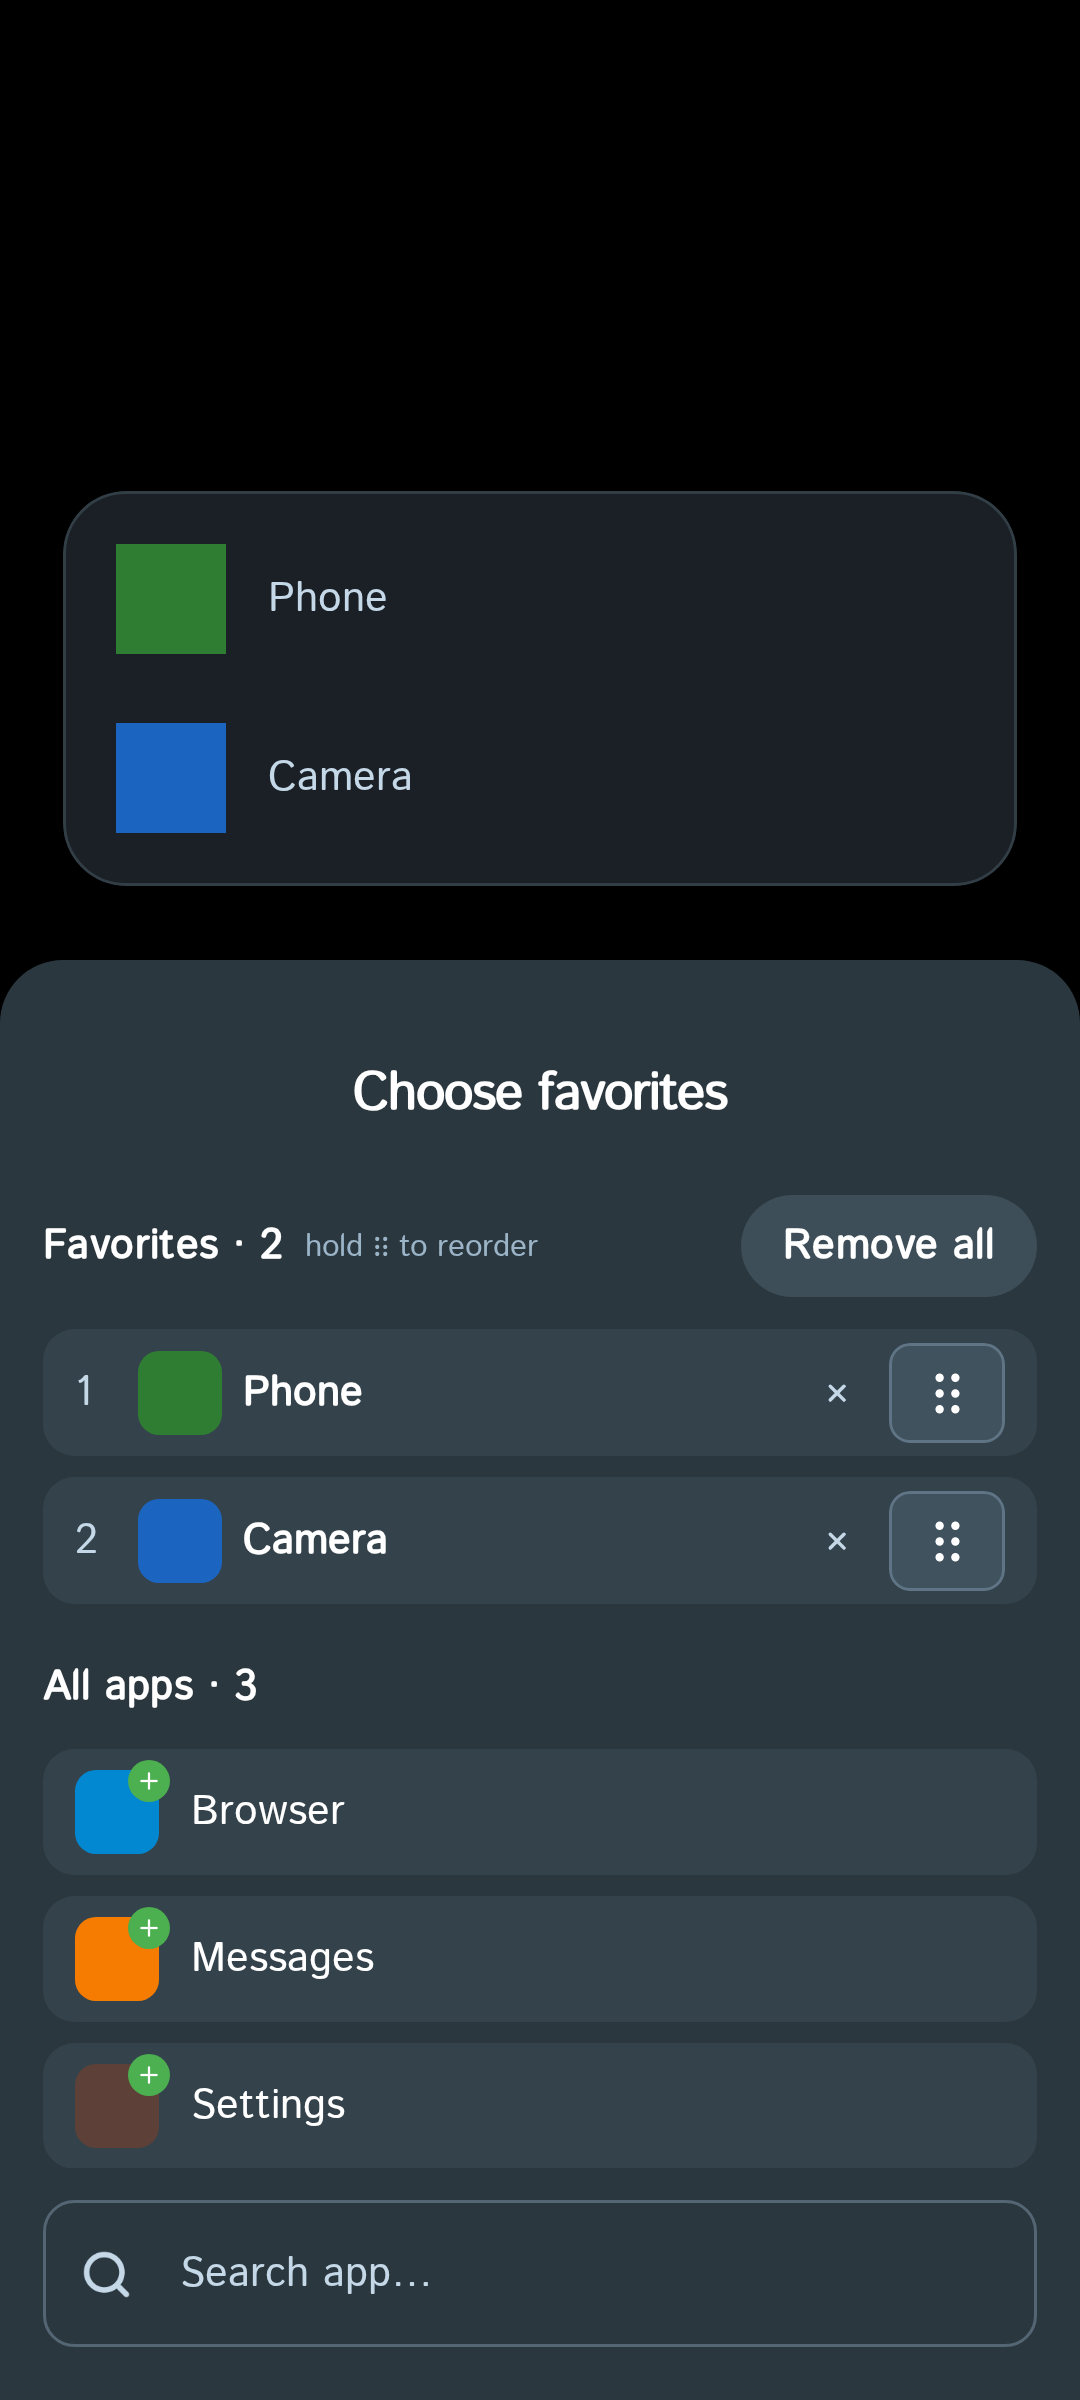 Phone
Camera
Choose favorites
Favorites · 2 hold ⠿ to reorder Remove all
1 Phone ×
2 Camera ×
All apps · 3
+ Browser
+ Messages
+ Settings
Search app...